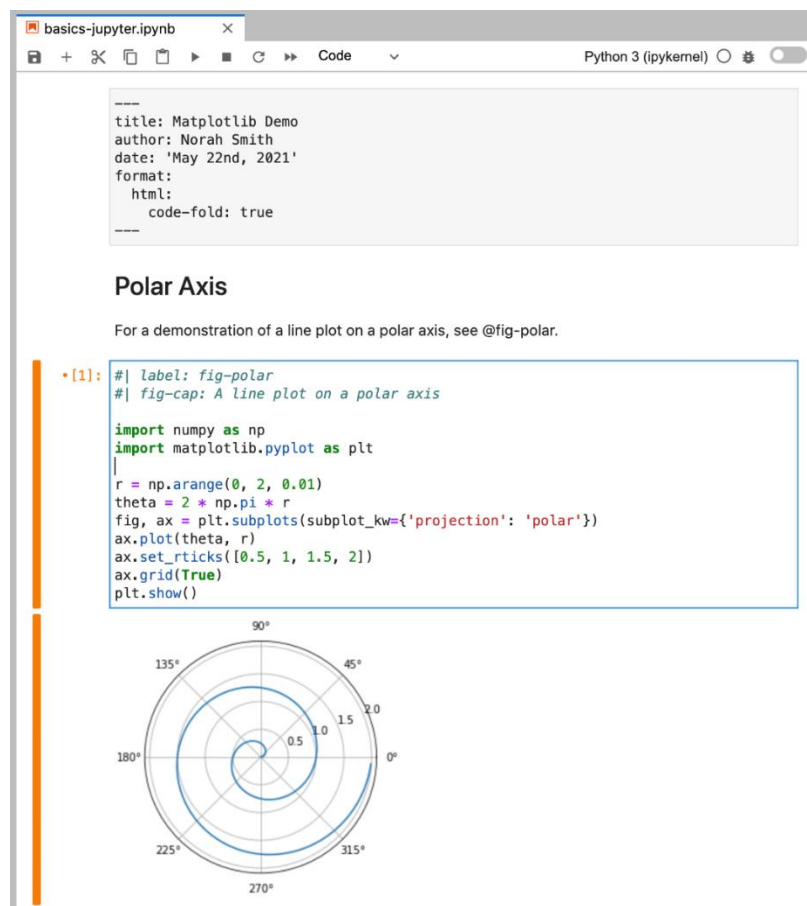 basics-jupyter.ipynb
Code
Python 3 (ipykernel)
---
title: Matplotlib Demo
author: Norah Smith
date: 'May 22nd, 2021'
format:
  html:
    code-fold: true
---
Polar Axis
For a demonstration of a line plot on a polar axis, see @fig-polar.
•[1]:
#| label: fig-polar
#| fig-cap: A line plot on a polar axis
import numpy as np
import matplotlib.pyplot as plt
r = np.arange(0, 2, 0.01)
theta = 2 * np.pi * r
fig, ax = plt.subplots(subplot_kw={'projection': 'polar'})
ax.plot(theta, r)
ax.set_rticks([0.5, 1, 1.5, 2])
ax.grid(True)
plt.show()
90°
135° 45°
2.0
1.5
1.0
0.5
180° 0°
225° 315°
270°